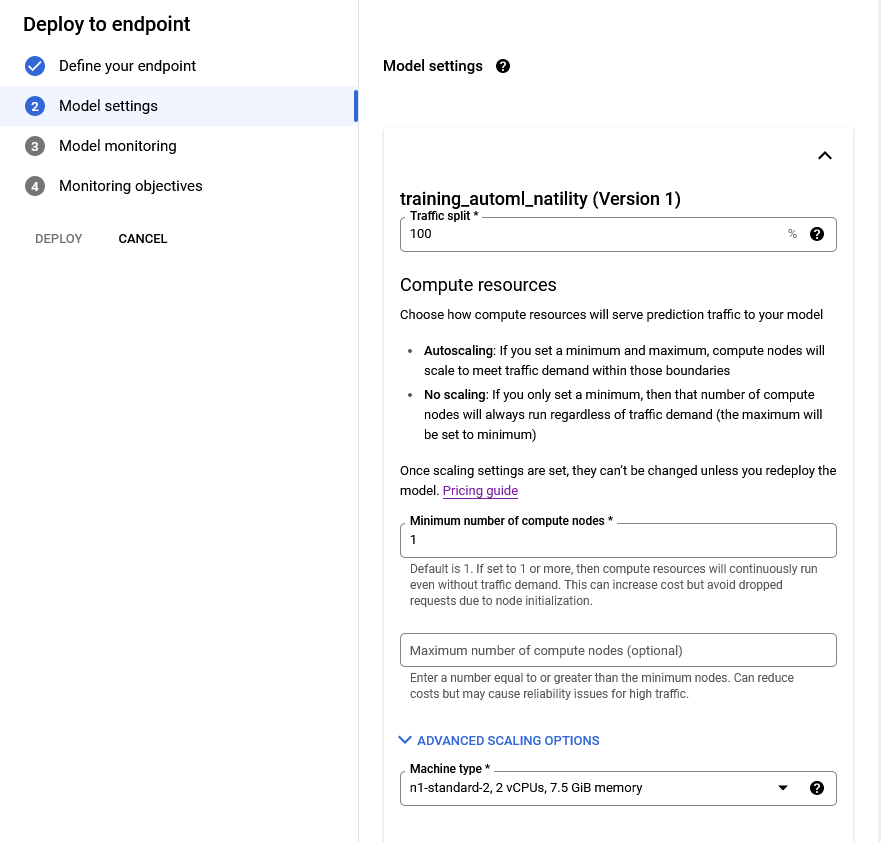 Deploy to endpoint
Define your endpoint
2 Model settings
3 Model monitoring
4 Monitoring objectives
DEPLOY CANCEL
Model settings ?
training_automl_natility (Version 1)
Traffic split *
100 % ?
Compute resources
Choose how compute resources will serve prediction traffic to your model
• Autoscaling: If you set a minimum and maximum, compute nodes will
scale to meet traffic demand within those boundaries
• No scaling: If you only set a minimum, then that number of compute
nodes will always run regardless of traffic demand (the maximum will
be set to minimum)
Once scaling settings are set, they can't be changed unless you redeploy the
model. Pricing guide
Minimum number of compute nodes *
1
Default is 1. If set to 1 or more, then compute resources will continuously run
even without traffic demand. This can increase cost but avoid dropped
requests due to node initialization.
Maximum number of compute nodes (optional)
Enter a number equal to or greater than the minimum nodes. Can reduce
costs but may cause reliability issues for high traffic.
ADVANCED SCALING OPTIONS
Machine type *
n1-standard-2, 2 vCPUs, 7.5 GiB memory ?